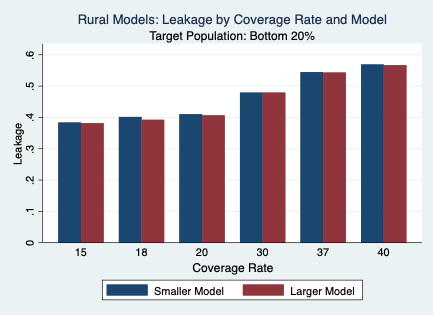 Rural Models: Leakage by Coverage Rate and Model
Target Population: Bottom 20%
Leakage
.6
.5
.4
.3
.2
.1
0
15 18 20 30 37 40
Coverage Rate
Smaller Model Larger Model